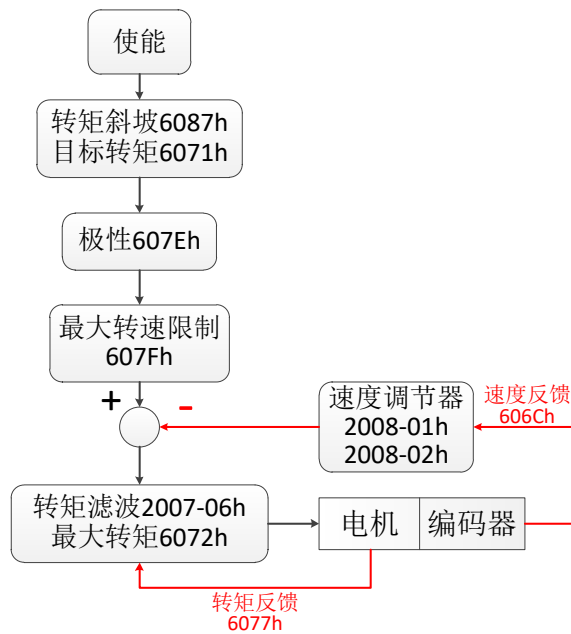 使能
转矩斜坡6087h
目标转矩6071h
极性607Eh
最大转速限制
607Fh
+
-
速度调节器
2008-01h
2008-02h
速度反馈
606Ch
转矩滤波2007-06h
最大转矩6072h
电机
编码器
转矩反馈
6077h